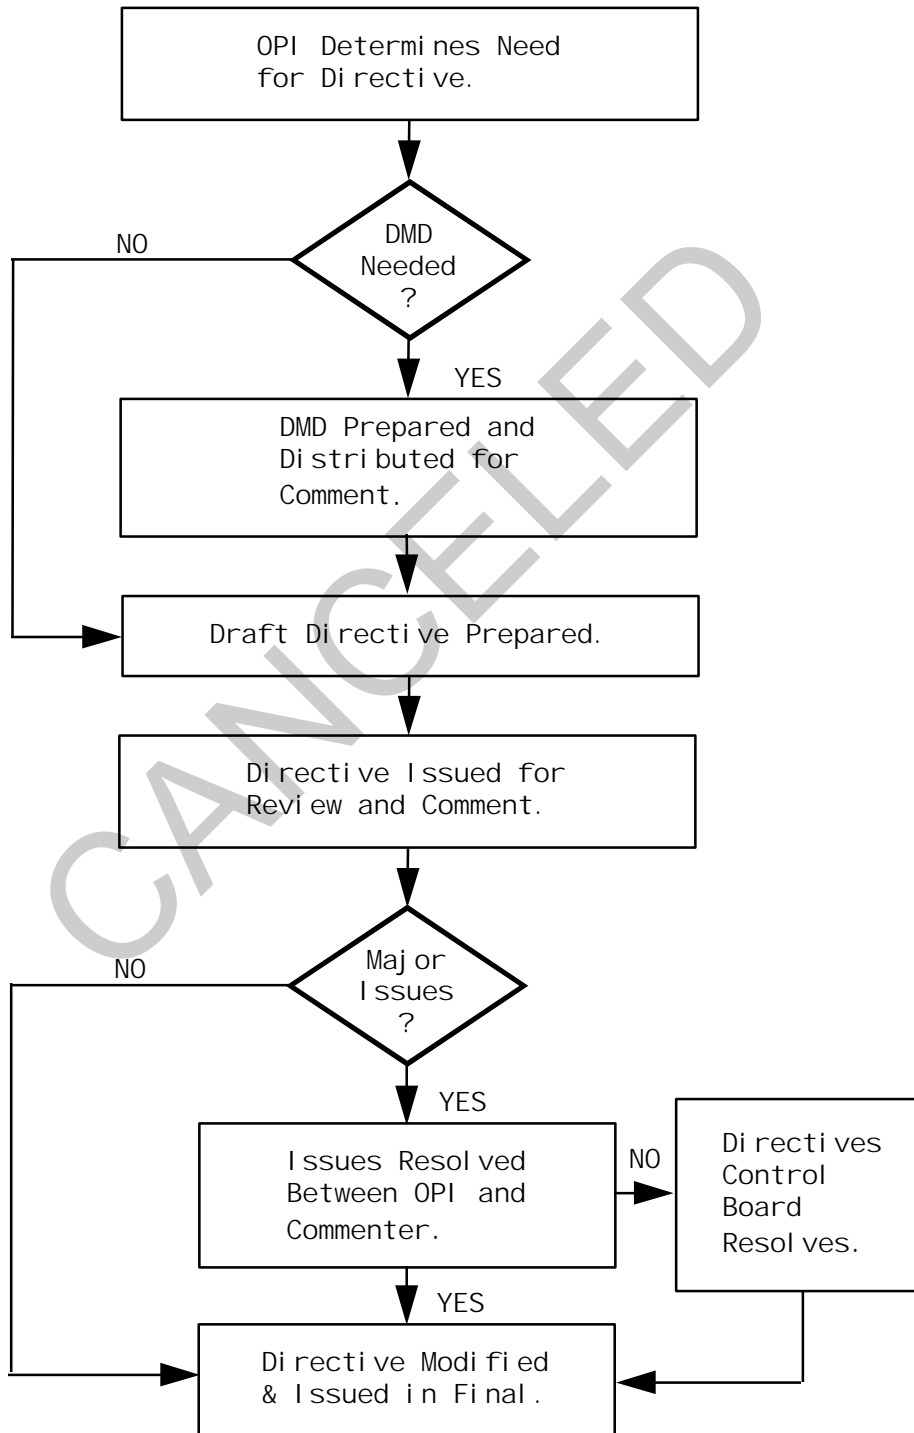 OPI Determines Need
for Directive.
DMD
Needed
?
NO
YES
DMD Prepared and
Distributed for
Comment.
Draft Directive Prepared.
Directive Issued for
Review and Comment.
Major
Issues
?
NO
YES
Issues Resolved
Between OPI and
Commenter.
NO
Directives
Control
Board
Resolves.
YES
Directive Modified
& Issued in Final.
CANCELED